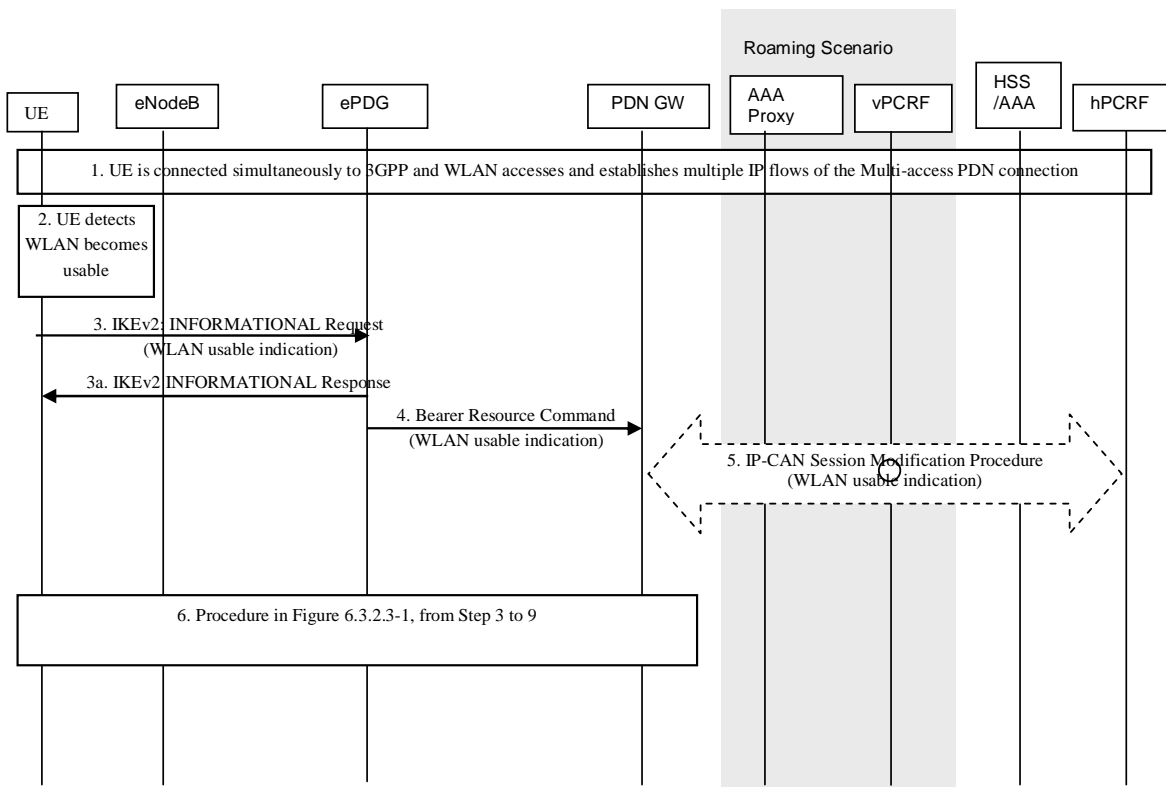 Roaming Scenario
UE
eNodeB
ePDG
PDN GW
AAA
Proxy
vPCRF
HSS
/AAA
hPCRF
1. UE is connected simultaneously to 3GPP and WLAN accesses and establishes multiple IP flows of the Multi-access PDN connection
2. UE detects
WLAN becomes
usable
3. IKEv2: INFORMATIONAL Request
(WLAN usable indication)
3a. IKEv2 INFORMATIONAL Response
4. Bearer Resource Command
(WLAN usable indication)
5. IP-CAN Session Modification Procedure
(WLAN usable indication)
6. Procedure in Figure 6.3.2.3-1, from Step 3 to 9